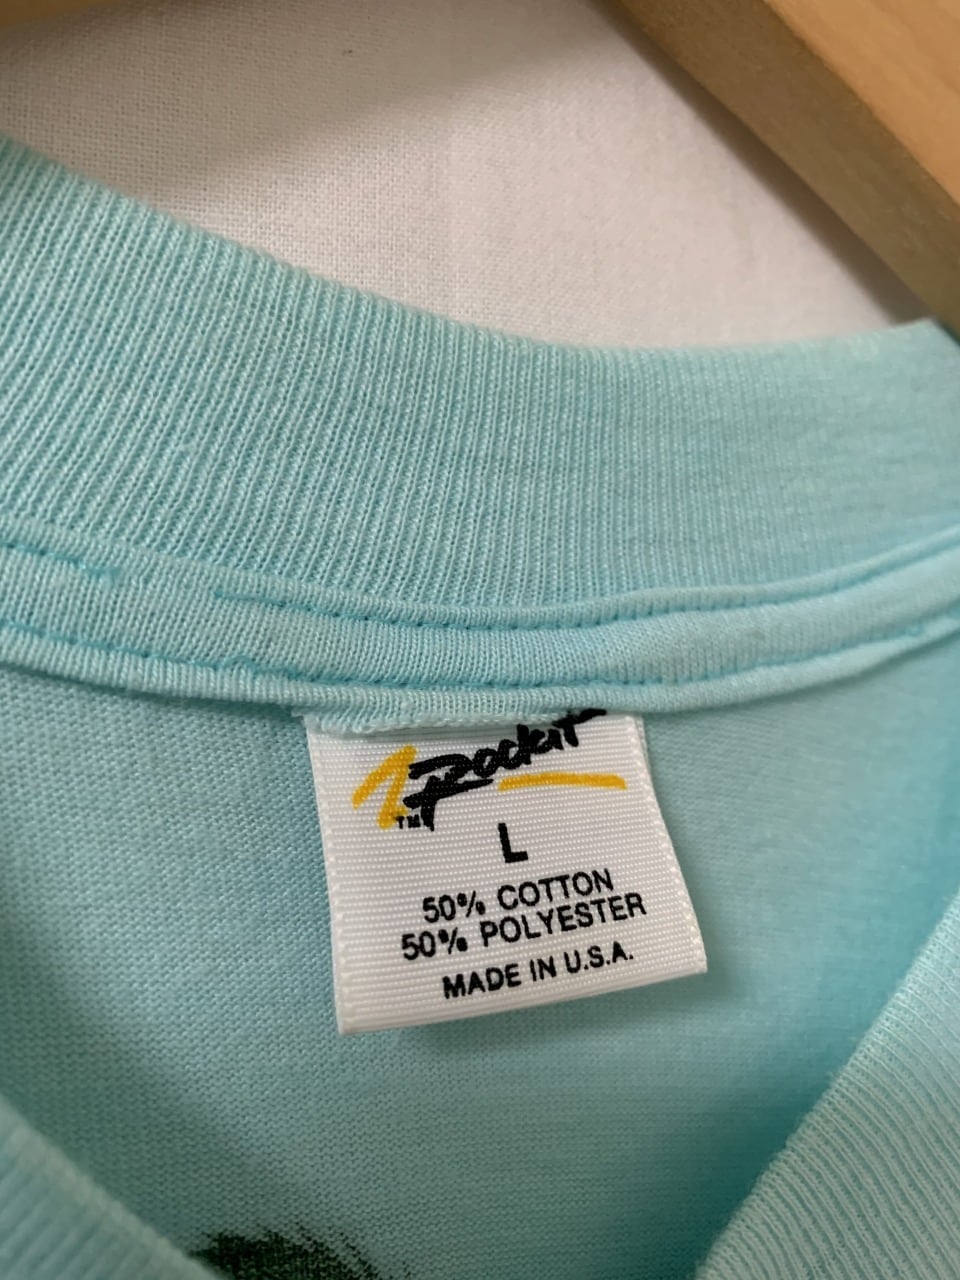 Rockit
TM
L
50% COTTON
50% POLYESTER
MADE IN U.S.A.